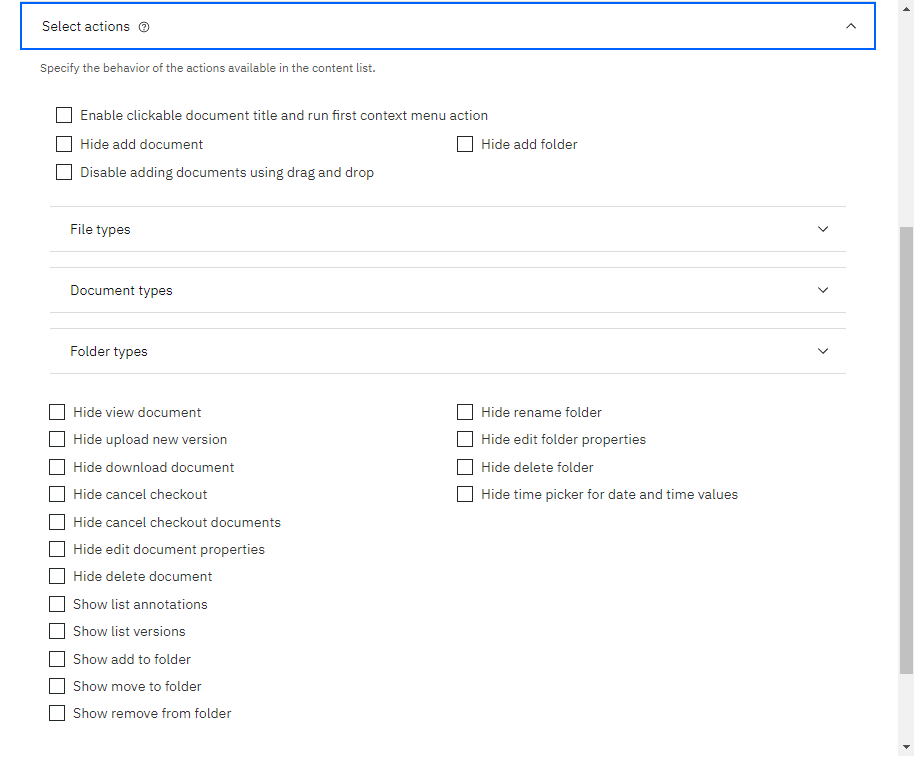 Select actions
Specify the behavior of the actions available in the content list.
Enable clickable document title and run first context menu action
Hide add document
Hide add folder
Disable adding documents using drag and drop
File types
Document types
Folder types
Hide view document
Hide rename folder
Hide upload new version
Hide edit folder properties
Hide download document
Hide delete folder
Hide cancel checkout
Hide time picker for date and time values
Hide cancel checkout documents
Hide edit document properties
Hide delete document
Show list annotations
Show list versions
Show add to folder
Show move to folder
Show remove from folder